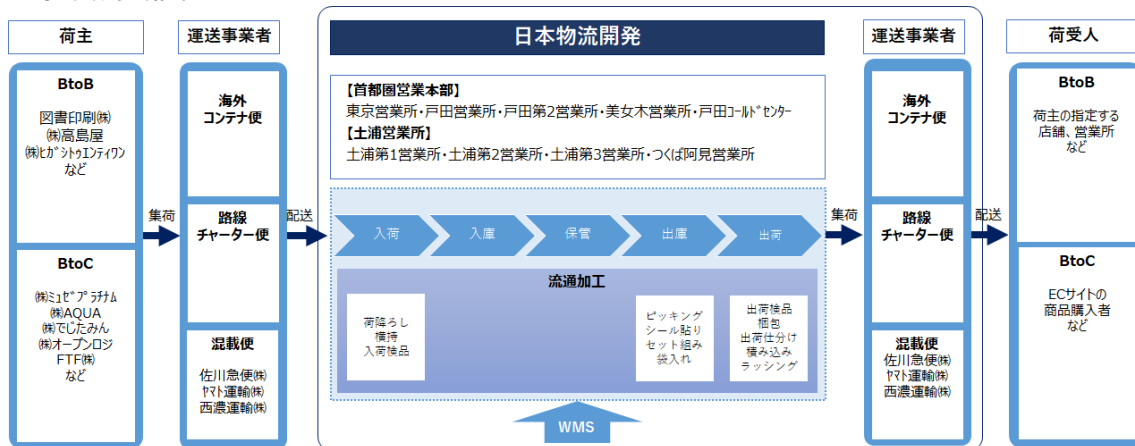 荷主
BtoB
図書印刷㈱
㈱高島屋
㈱ﾋｶﾞｼﾄｩｴﾝﾃｨﾜﾝ
など
BtoC
㈱ﾐｭｾﾞﾌﾟﾗﾁﾅﾑ
㈱AQUA
㈱でじたみん
㈱オープンロジ
FTF㈱
など
集荷
運送事業者
海外
コンテナ便
路線
チャーター便
混載便
佐川急便㈱
ﾔﾏﾄ運輸㈱
西濃運輸㈱
配送
日本物流開発
【首都圏営業本部】
東京営業所・戸田営業所・戸田第2営業所・美女木営業所・戸田ｺｰﾙﾄﾞｾﾝﾀｰ
【土浦営業所】
土浦第1営業所・土浦第2営業所・土浦第3営業所・つくば阿見営業所
入荷
入庫
保管
出庫
出荷
流通加工
荷降ろし
横持
入荷検品
ピッキング
シール貼り
セット組み
袋入れ
出荷検品
梱包
出荷仕分け
積み込み
ラッシング
WMS
集荷
運送事業者
海外
コンテナ便
路線
チャーター便
混載便
佐川急便㈱
ﾔﾏﾄ運輸㈱
西濃運輸㈱
配送
荷受人
BtoB
荷主の指定する
店舗、営業所
など
BtoC
ECサイトの
商品購入者
など